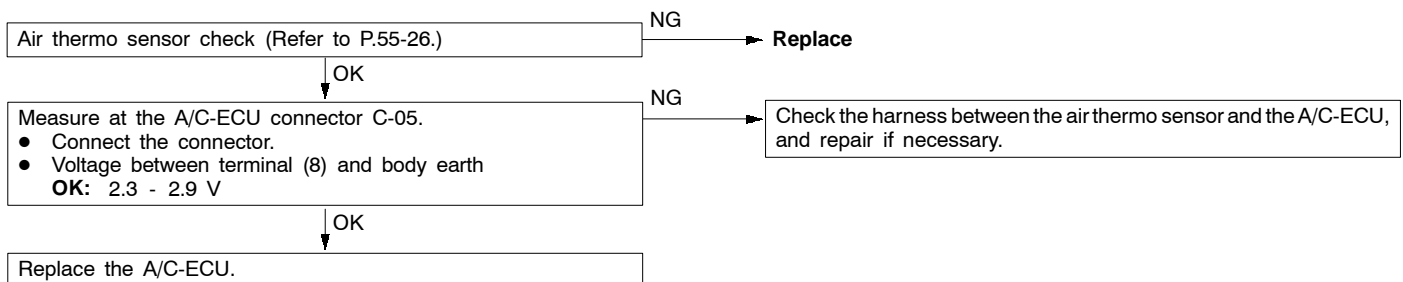 Air thermo sensor check (Refer to P.55-26.)
NG
Replace
OK
Measure at the A/C-ECU connector C-05.
● Connect the connector.
● Voltage between terminal (8) and body earth
OK: 2.3 - 2.9 V
NG
Check the harness between the air thermo sensor and the A/C-ECU,
and repair if necessary.
OK
Replace the A/C-ECU.